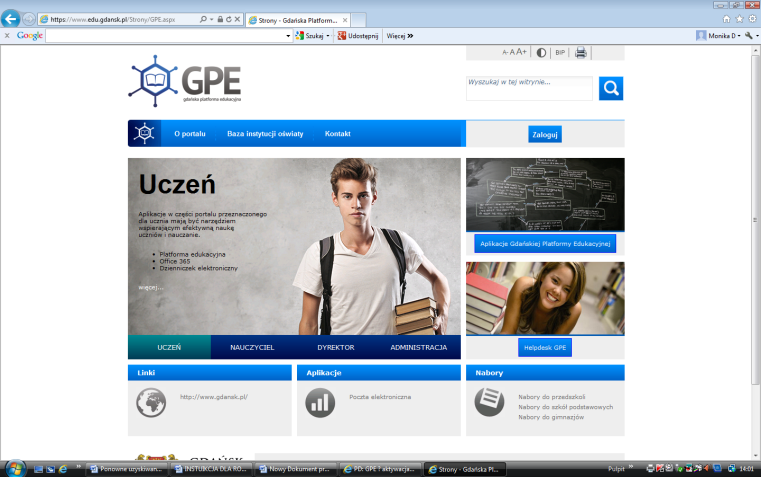 https://www.edu.gdansk.pl/Strony/GPE.aspx
Strony - Gdańska Platform...
x Google
Szukaj
Udostępnij
Więcej »
Monika D
A- A A+
BIP
GPE
gdańska platforma edukacyjna
Wyszukaj w tej witrynie...
O portalu
Baza instytucji oświaty
Kontakt
Zaloguj
Uczeń
Aplikacje w części portalu przeznaczonego
dla ucznia mają być narzędziem
wspierającym efektywną naukę
uczniów i nauczanie.
• Platforma edukacyjna
• Office 365
• Dzienniczek elektroniczny
więcej...
UCZEŃ
NAUCZYCIEL
DYREKTOR
ADMINISTRACJA
Aplikacje Gdańskiej Platformy Edukacyjnej
Helpdesk GPE
Linki
http://www.gdansk.pl/
Aplikacje
Poczta elektroniczna
Nabory
Nabory do przedszkoli
Nabory do szkół podstawowych
Nabory do gimnazjów
GDAŃSK
Ponowne uzyskiwan...
INSTUKCJA DLA RO...
Nowy Dokument pr...
PD: GPE ? aktywacja...
Strony - Gdańska Pl...
Pulpit
14:01